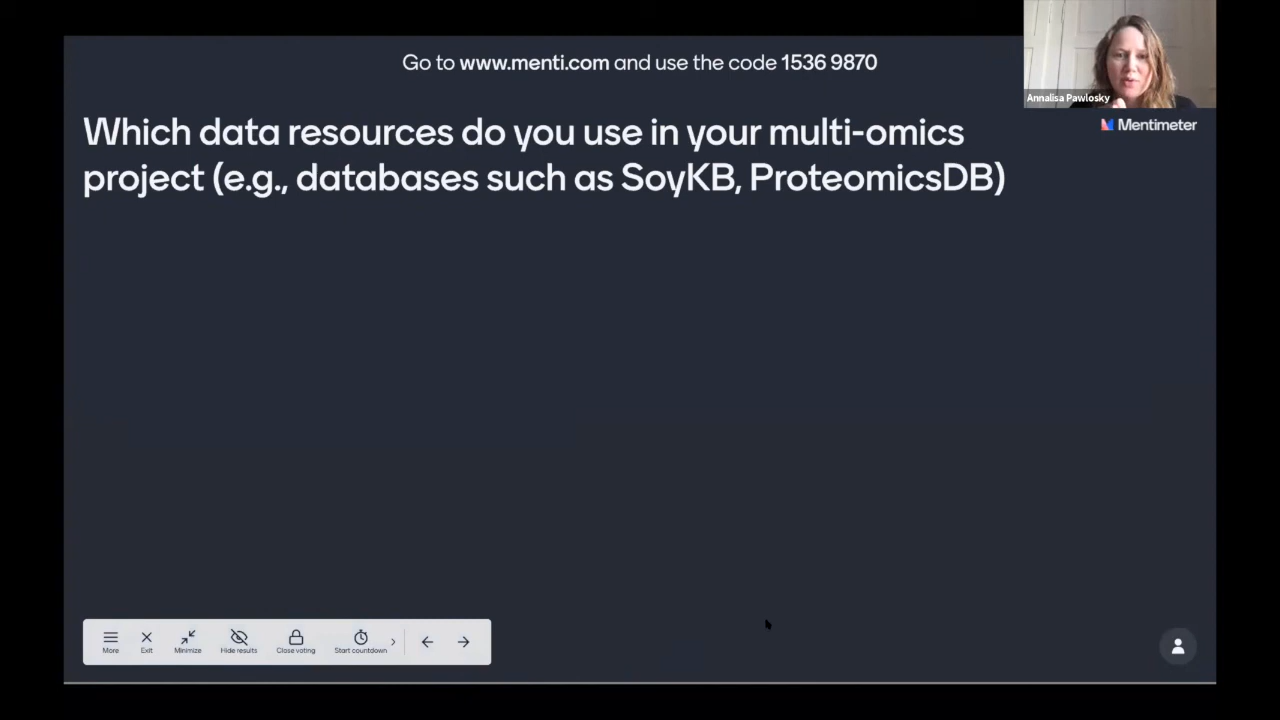 Go to www.menti.com and use the code 1536 9870
Annalisa Pawlosky
Mentimeter
Which data resources do you use in your multi-omics
project (e.g., databases such as SoyKB, ProteomicsDB)
More
Exit
Minimize
Hide results
Close voting
Start countdown